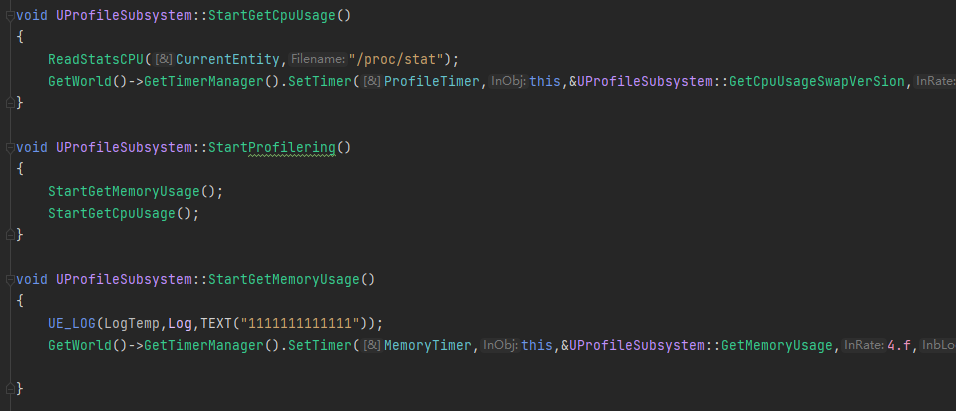 void UProfileSubsystem::StartGetCpuUsage()
{
ReadStatsCPU([&]CurrentEntity, Filename: "/proc/stat");
GetWorld()->GetTimerManager().SetTimer([&]ProfileTimer, InObj: this,&UProfileSubsystem::GetCpuUsageSwapVersion, InRate:
}
void UProfileSubsystem::StartProfilering()
{
StartGetMemoryUsage();
StartGetCpuUsage();
}
void UProfileSubsystem::StartGetMemoryUsage()
{
UE_LOG(LogTemp,Log,TEXT("1111111111111"));
GetWorld()->GetTimerManager().SetTimer([&]MemoryTimer, InObj: this,&UProfileSubsystem::GetMemoryUsage, InRate: 4.f, InbLo
}